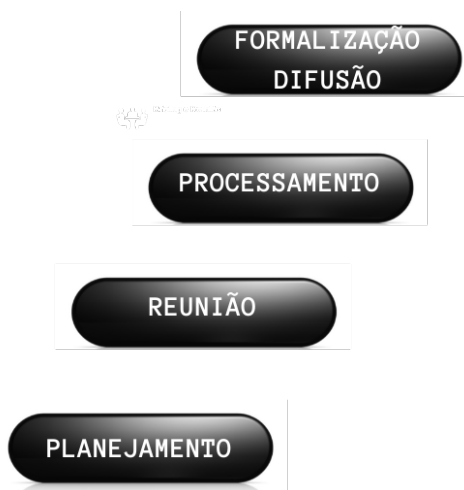 FORMALIZAÇÃO
DIFUSÃO
PROCESSAMENTO
REUNIÃO
PLANEJAMENTO